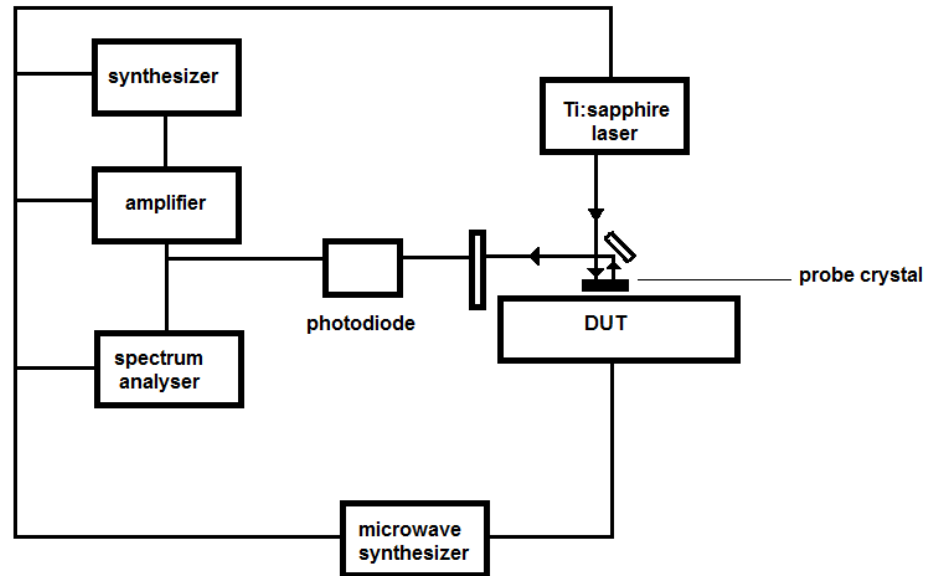 synthesizer
Ti:sapphire
laser
amplifier
probe crystal
photodiode
DUT
spectrum
analyser
microwave
synthesizer